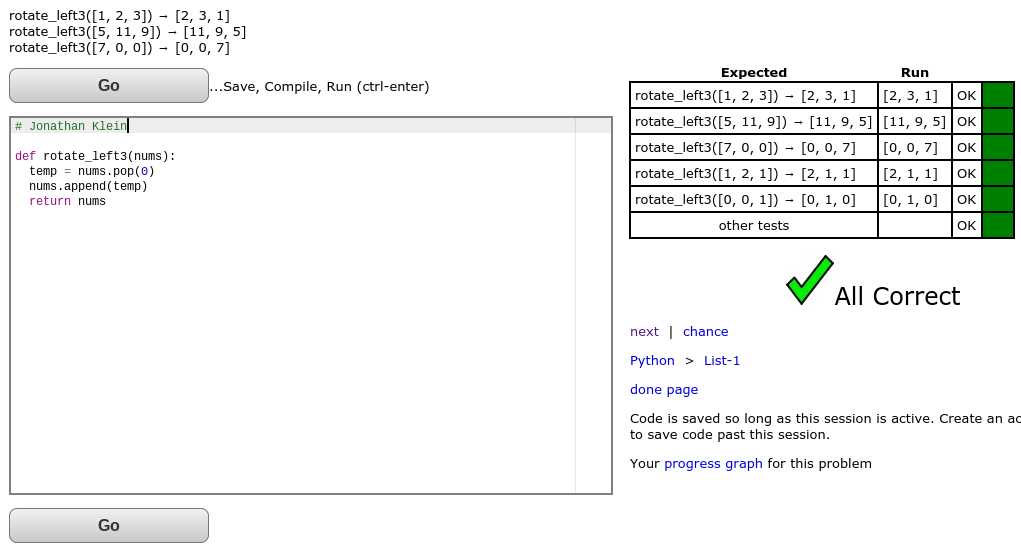 rotate_left3([1, 2, 3]) → [2, 3, 1]
rotate_left3([5, 11, 9]) → [11, 9, 5]
rotate_left3([7, 0, 0]) → [0, 0, 7]
Go ...Save, Compile, Run (ctrl-enter)
# Jonathan Klein
def rotate_left3(nums):
  temp = nums.pop(0)
  nums.append(temp)
  return nums
Go
Expected Run
rotate_left3([1, 2, 3]) → [2, 3, 1] [2, 3, 1] OK
rotate_left3([5, 11, 9]) → [11, 9, 5] [11, 9, 5] OK
rotate_left3([7, 0, 0]) → [0, 0, 7] [0, 0, 7] OK
rotate_left3([1, 2, 1]) → [2, 1, 1] [2, 1, 1] OK
rotate_left3([0, 0, 1]) → [0, 1, 0] [0, 1, 0] OK
other tests OK
All Correct
next | chance
Python > List-1
done page
Code is saved so long as this session is active. Create an ac
to save code past this session.
Your progress graph for this problem